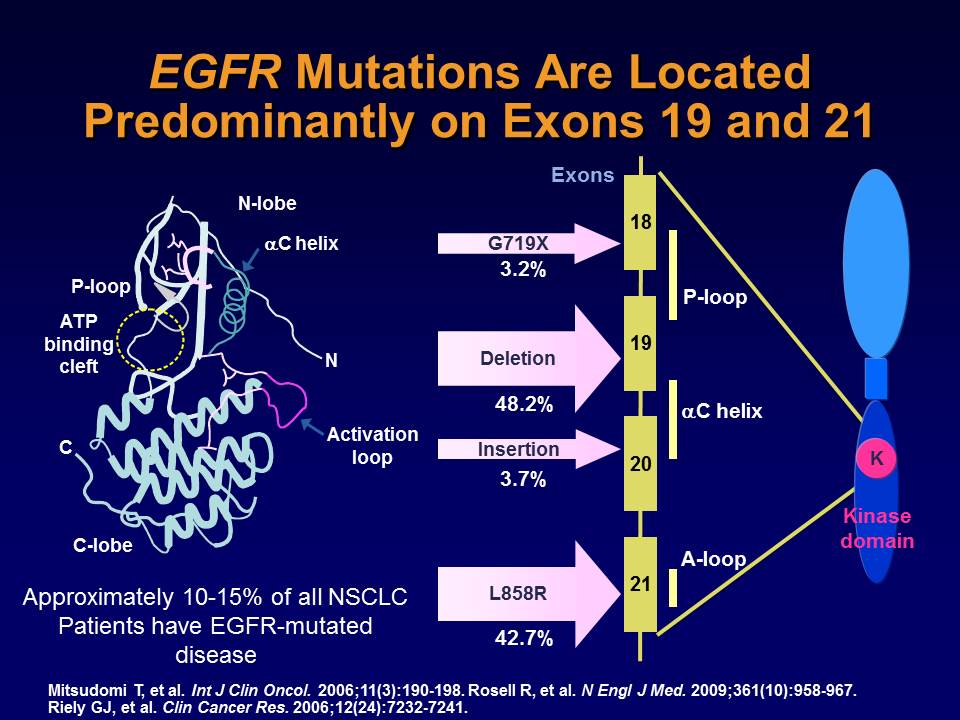 EGFR Mutations Are Located
Predominantly on Exons 19 and 21
N-lobe
αC helix
P-loop
ATP
binding
cleft
N
Activation
loop
C
C-lobe
Approximately 10-15% of all NSCLC
Patients have EGFR-mutated
disease
Exons
G719X
3.2%
Deletion
48.2%
Insertion
3.7%
L858R
42.7%
18
19
20
21
P-loop
αC helix
A-loop
K
Kinase
domain
Mitsudomi T, et al. Int J Clin Oncol. 2006;11(3):190-198. Rosell R, et al. N Engl J Med. 2009;361(10):958-967.
Riely GJ, et al. Clin Cancer Res. 2006;12(24):7232-7241.